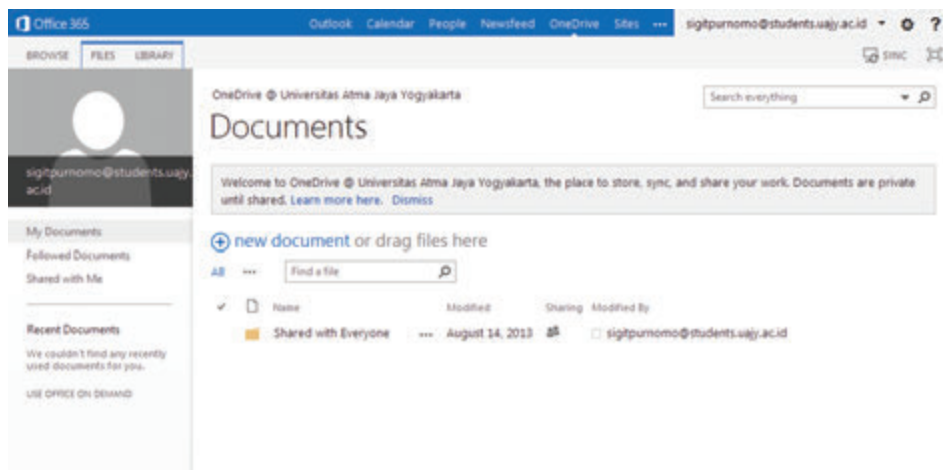 Office 365 Outlook Calendar People Newsfeed OneDrive Sites ••• sigitpurnomo@students.uajy.ac.id ?
BROWSE FILES LIBRARY SYNC
OneDrive @ Universitas Atma Jaya Yogyakarta
Search everything
Documents
sigitpurnomo@students.uajy.
ac.id
Welcome to OneDrive @ Universitas Atma Jaya Yogyakarta, the place to store, sync, and share your work. Documents are private
until shared. Learn more here. Dismiss
My Documents
Followed Documents
Shared with Me
Recent Documents
We couldn't find any recently
used documents for you.
USE OFFICE ON DEMAND
+ new document or drag files here
All ••• Find a file
Name Modified Sharing Modified By
Shared with Everyone ••• August 14, 2013 sigitpurnomo@students.uajy.ac.id